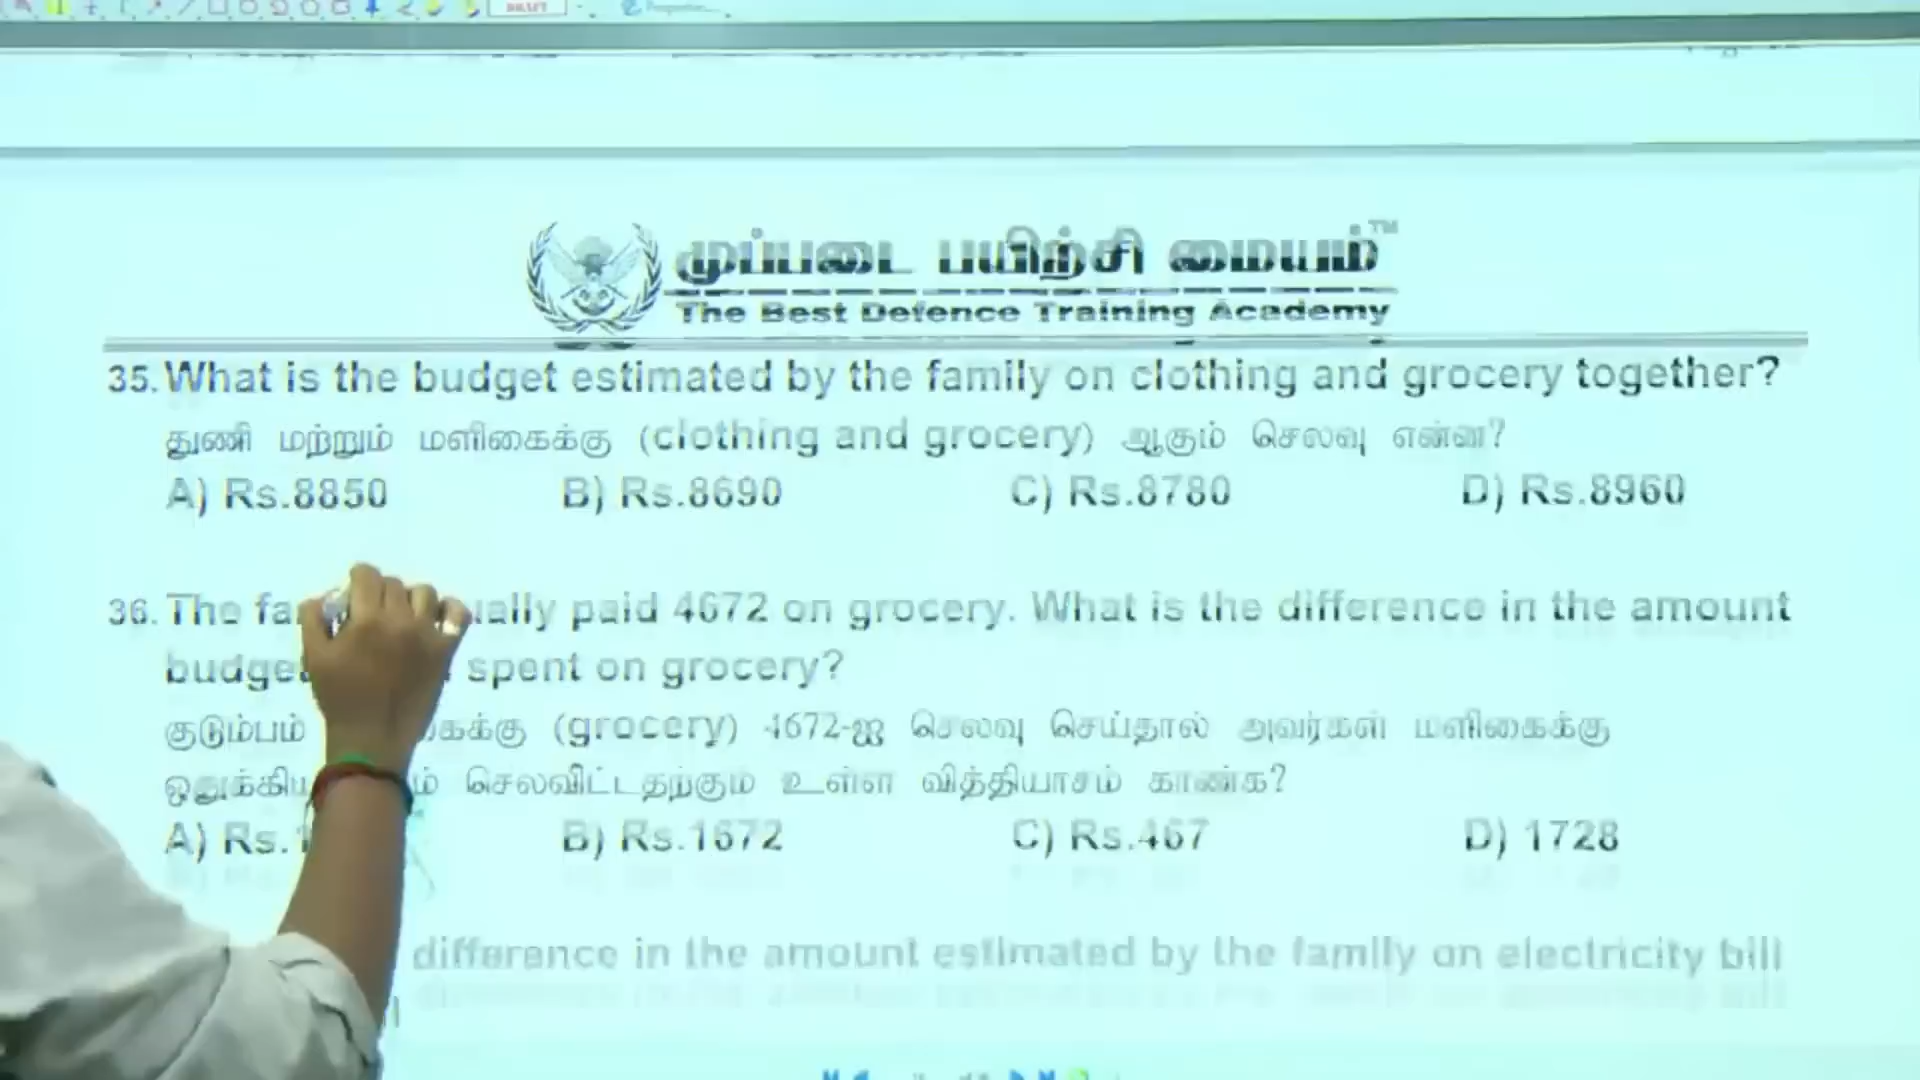 DRAFT
முப்படை பயிற்சி மையம்™
The Best Defence Training Academy
35. What is the budget estimated by the family on clothing and grocery together?
துணி மற்றும் மளிகைக்கு (clothing and grocery) ஆகும் செலவு என்ன?
A) Rs.8850 B) Rs.8690 C) Rs.8780 D) Rs.8960
36. The paid 4672 on grocery. What is the difference in the amount
spent on grocery?
குடும்பம் (grocery) 4672-ஐ செலவு செய்தால் அவர்கள் மளிகைக்கு
செலவிட்டதற்கும் உள்ள வித்தியாசம் காண்க?
A) Rs. B) Rs.1672 C) Rs.467 D) 1728
difference in the amount estimated by the family on electricity bill